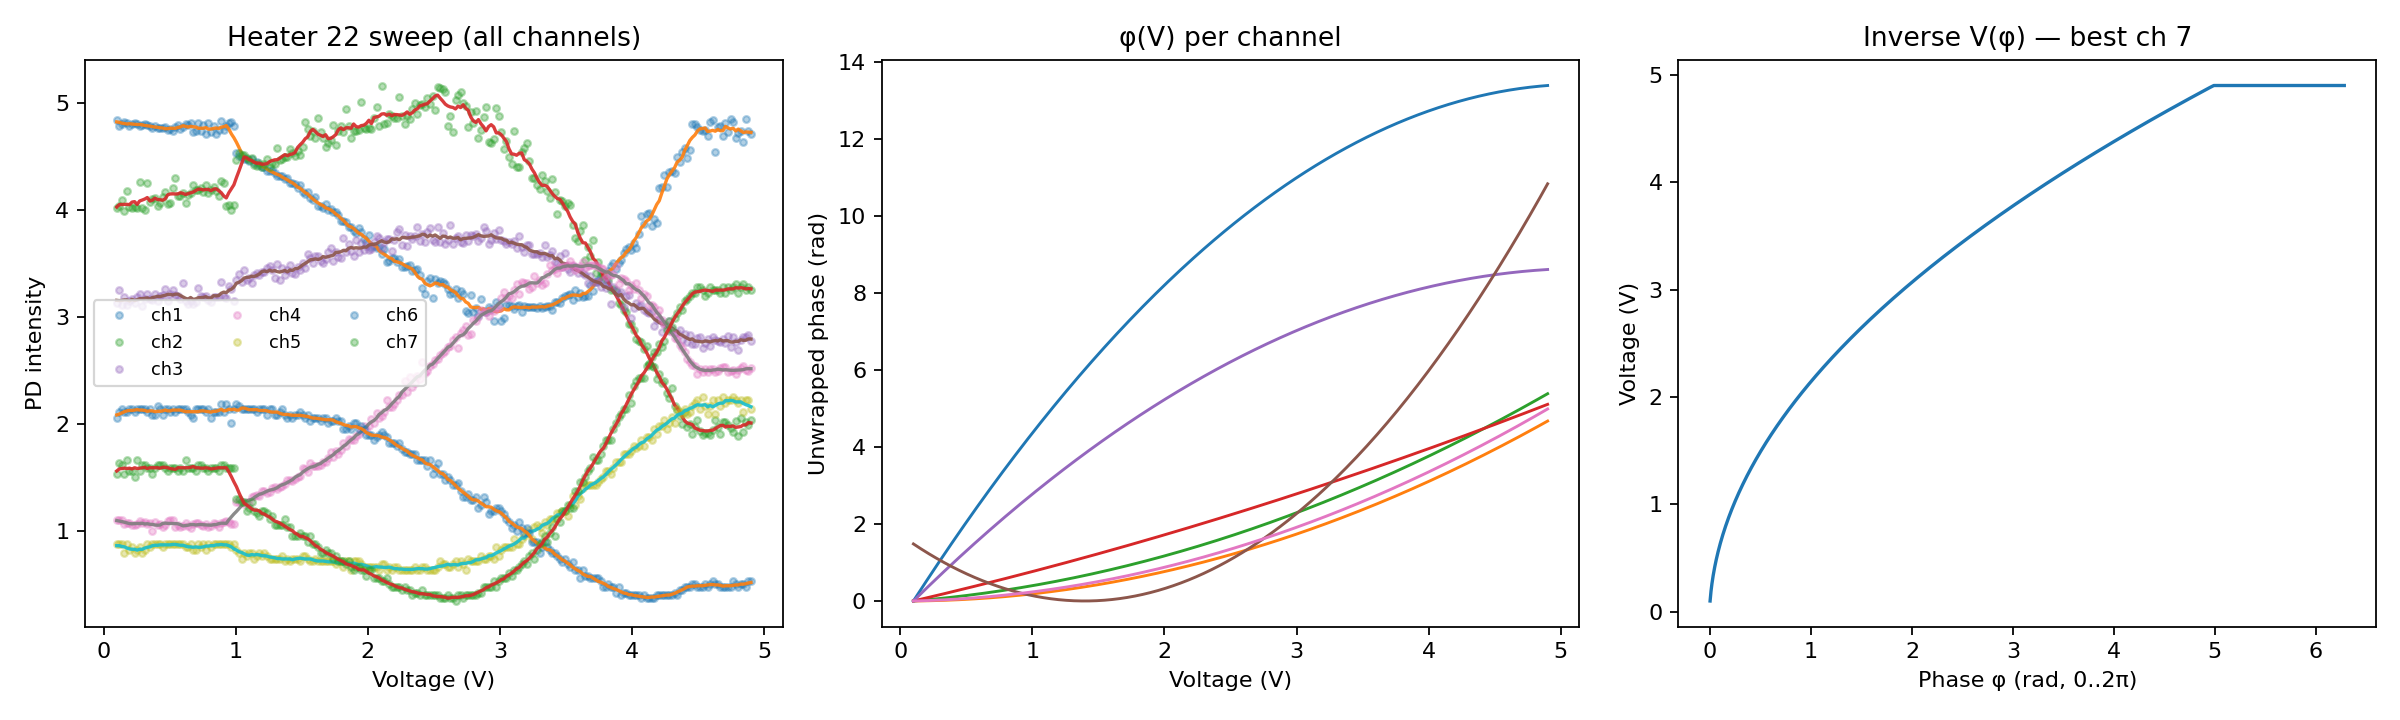 Heater 22 sweep (all channels)
PD intensity
5
4
3
2
1
ch1
ch4
ch6
ch2
ch5
ch7
ch3
0
1
2
3
4
5
Voltage (V)
φ(V) per channel
Unwrapped phase (rad)
14
12
10
8
6
4
2
0
0
1
2
3
4
5
Voltage (V)
Inverse V(φ) — best ch 7
Voltage (V)
5
4
3
2
1
0
0
1
2
3
4
5
6
Phase φ (rad, 0..2π)